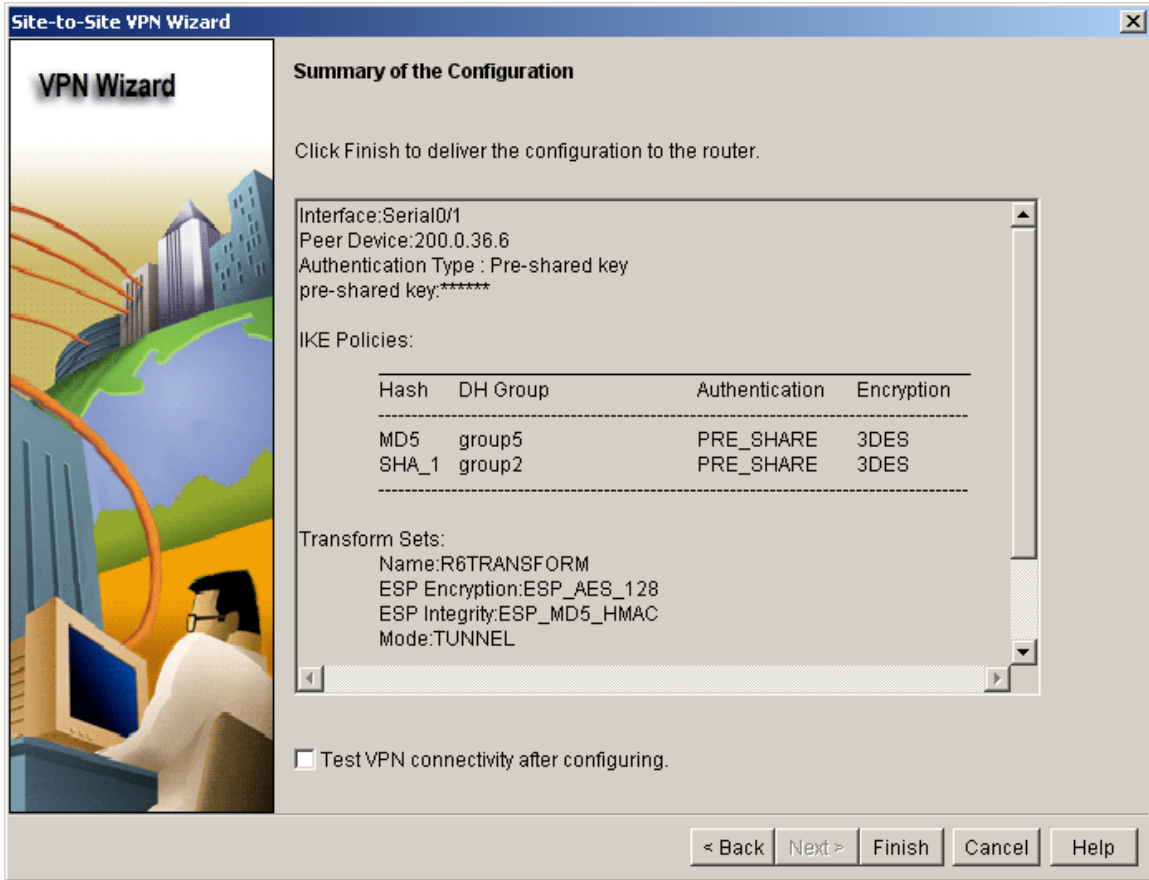 Site-to-Site VPN Wizard
VPN Wizard
Summary of the Configuration
Click Finish to deliver the configuration to the router.
Interface:Serial0/1
Peer Device:200.0.36.6
Authentication Type : Pre-shared key
pre-shared key:******
IKE Policies:
Hash DH Group Authentication Encryption
MD5 group5 PRE_SHARE 3DES
SHA_1 group2 PRE_SHARE 3DES
Transform Sets:
Name:R6TRANSFORM
ESP Encryption:ESP_AES_128
ESP Integrity:ESP_MD5_HMAC
Mode:TUNNEL
Test VPN connectivity after configuring.
< Back Next > Finish Cancel Help